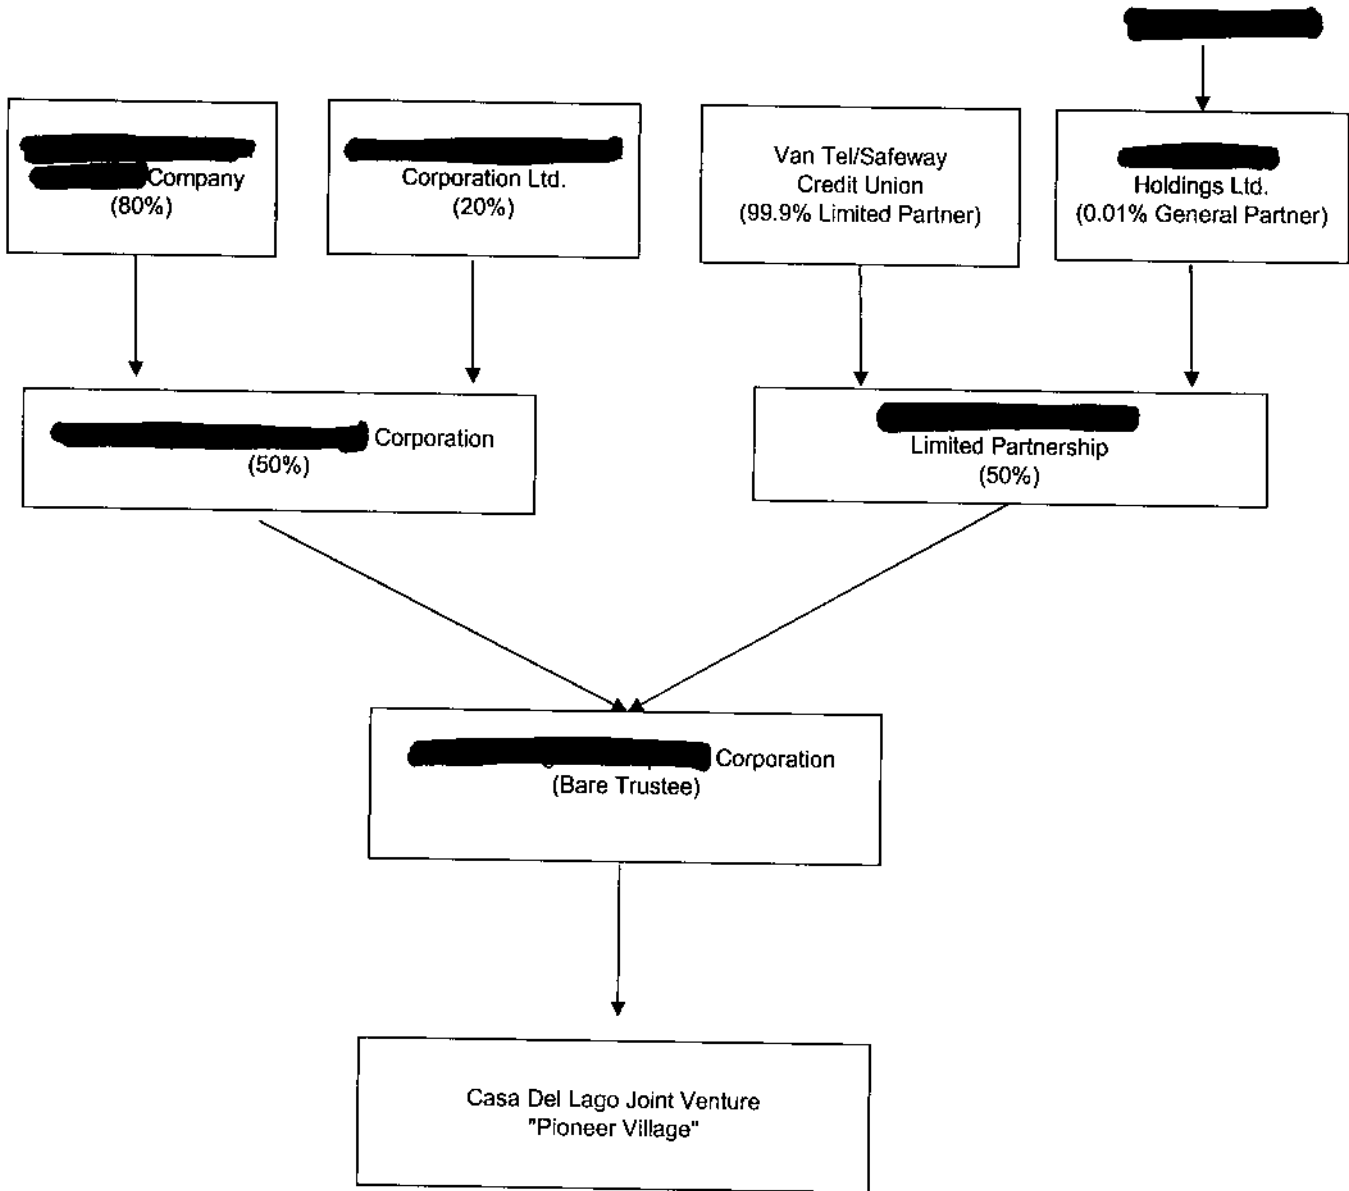 Company
(80%)
Corporation Ltd.
(20%)
Van Tel/Safeway
Credit Union
(99.9% Limited Partner)
Holdings Ltd.
(0.01% General Partner)
Corporation
(50%)
Limited Partnership
(50%)
Corporation
(Bare Trustee)
Casa Del Lago Joint Venture
"Pioneer Village"